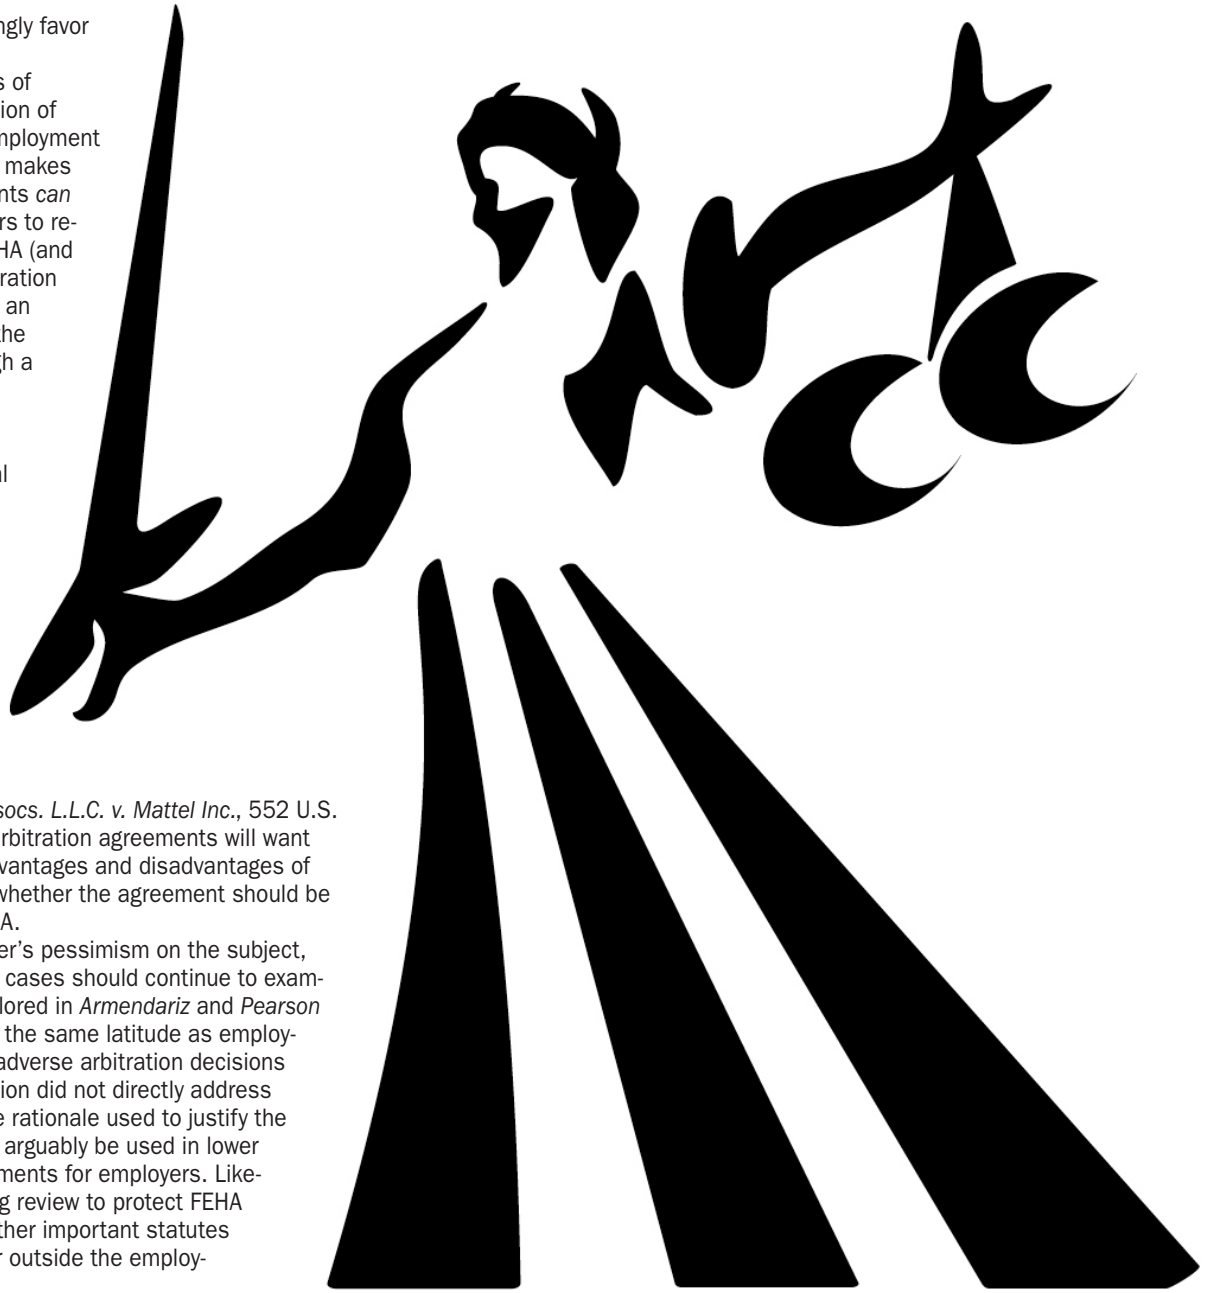 ngly favor
s of
ion of
mployment
makes
nts can
rs to re-
HA (and
ration
an
the
gh a
al
socs. L.L.C. v. Mattel Inc., 552 U.S.
rbitration agreements will want
vantages and disadvantages of
whether the agreement should be
A.
er’s pessimism on the subject,
cases should continue to exam-
lored in Armendariz and Pearson
the same latitude as employ-
adverse arbitration decisions
ion did not directly address
e rationale used to justify the
arguably be used in lower
ments for employers. Like-
g review to protect FEHA
ther important statutes
r outside the employ-